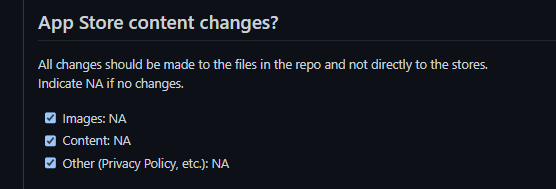 App Store content changes?
All changes should be made to the files in the repo and not directly to the stores.
Indicate NA if no changes.
Images: NA
Content: NA
Other (Privacy Policy, etc.): NA